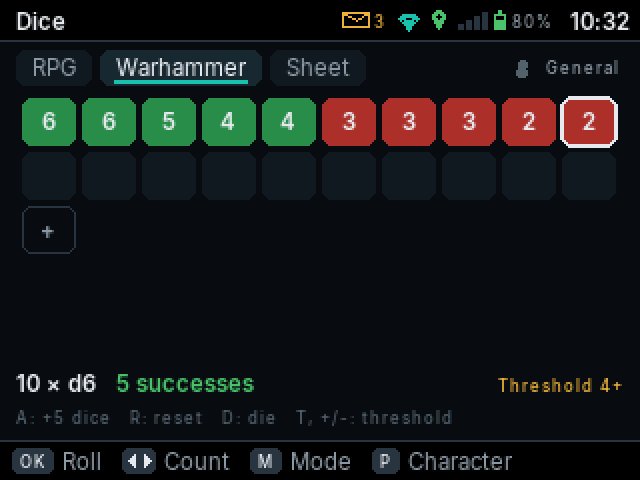 Dice 3 80% 10:32
RPG Warhammer Sheet General
6 6 5 4 4 3 3 3 2 2
+
10 × d6 5 successes Threshold 4+
A: +5 dice R: reset D: die T, +/-: threshold
OK Roll Count M Mode P Character